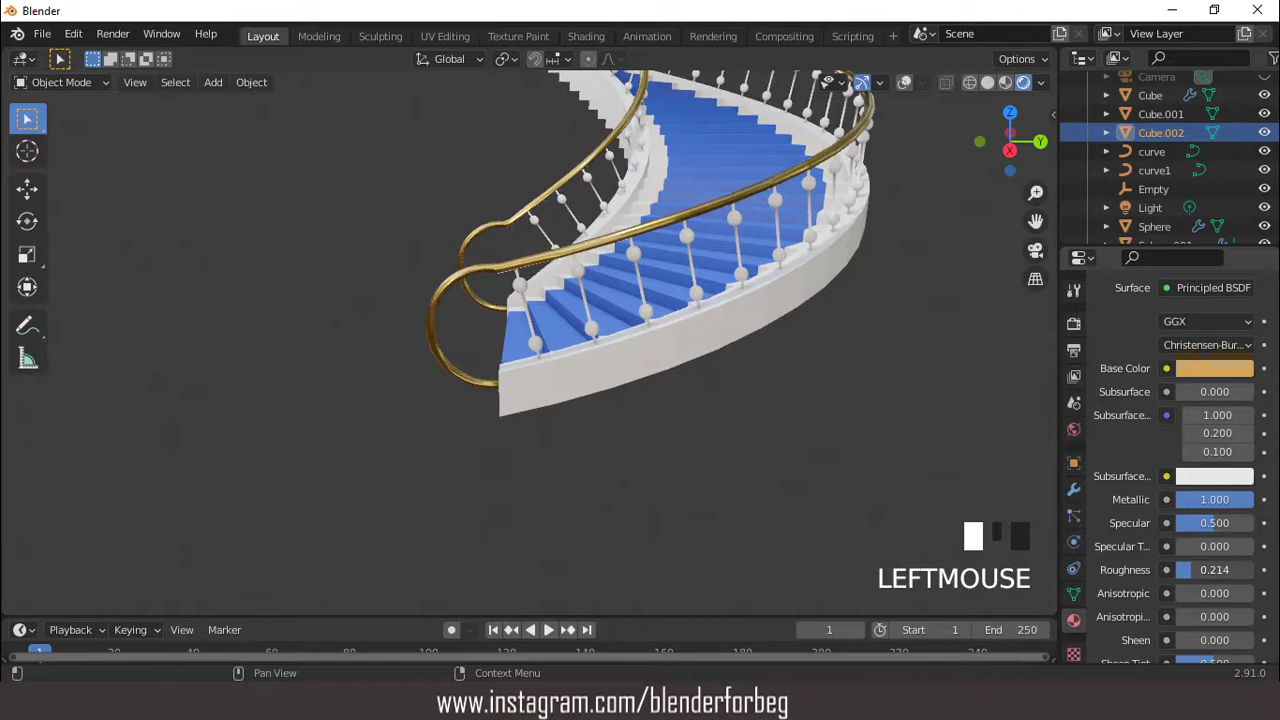 Blender
File Edit Render Window Help Layout Modeling Sculpting UV Editing Texture Paint Shading Animation Rendering Compositing Scripting Scene View Layer
Global Options
Object Mode View Select Add Object
Camera
Cube
Cube.001
Cube.002
curve
curve1
Empty
Light
Sphere
Z
Y
X
Surface Principled BSDF
GGX
Christensen-Bur...
Base Color
Subsurface 0.000
Subsurface... 1.000
0.200
0.100
Subsurface...
Metallic 1.000
Specular 0.500
Specular T... 0.000
Roughness 0.214
Anisotropic 0.000
Anisotropi... 0.000
Sheen 0.000
LEFTMOUSE
Playback Keying View Marker 1 Start 1 End 250
Pan View Context Menu 2.91.0
www.instagram.com/blenderforbeg